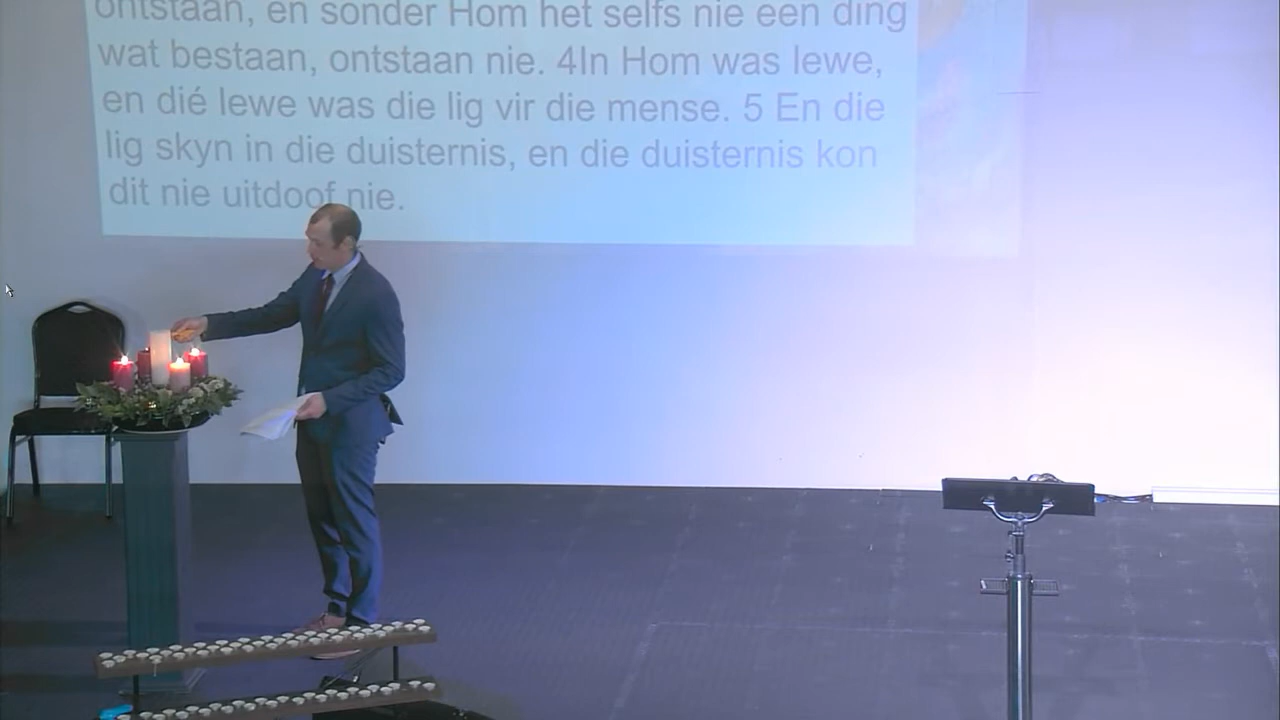 ontstaan, en sonder Hom het selfs nie een ding
wat bestaan, ontstaan nie. 4In Hom was lewe,
en dié lewe was die lig vir die mense. 5 En die
lig skyn in die duisternis, en die duisternis kon
dit nie uitdoof nie.